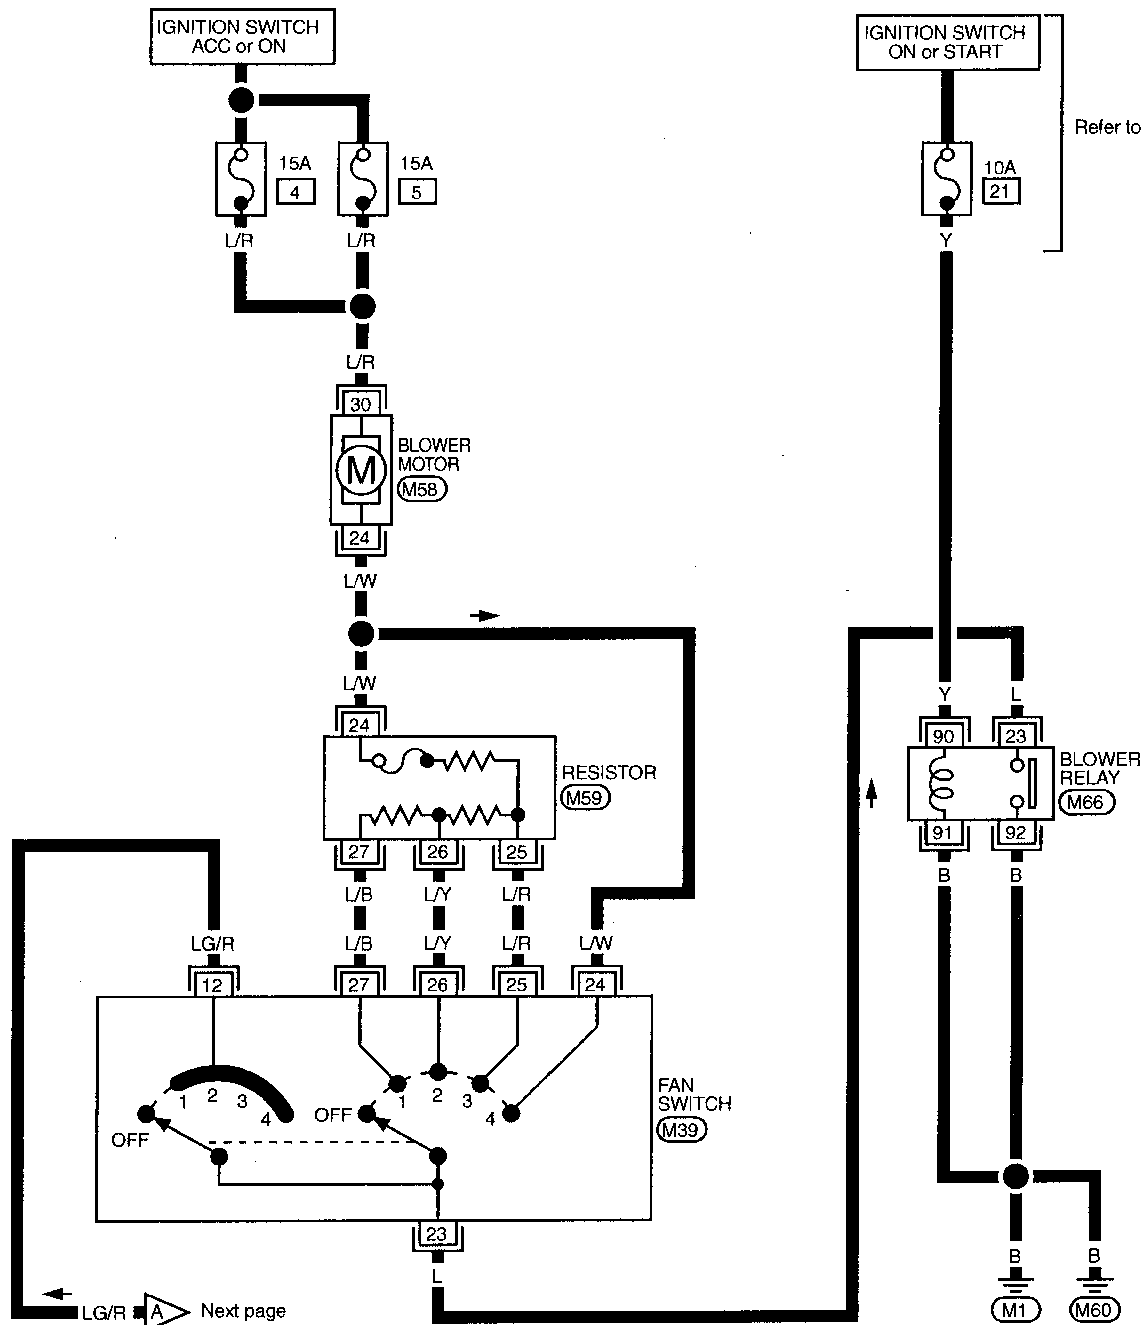 IGNITION SWITCH
ACC or ON
IGNITION SWITCH
ON or START
Refer to
15A
4
15A
5
10A
21
L/R
L/R
Y
L/R
30
BLOWER
MOTOR
M
M58
24
L/W
L/W
Y
L
24
90
23
BLOWER
RELAY
M66
RESISTOR
M59
91
92
27
26
25
B
B
L/B
L/Y
L/R
LG/R
L/B
L/Y
L/R
L/W
12
27
26
25
24
FAN
SWITCH
M39
1
2
3
4
OFF
OFF
1
2
3
4
23
L
B
B
LG/R
A
Next page
M1
M60